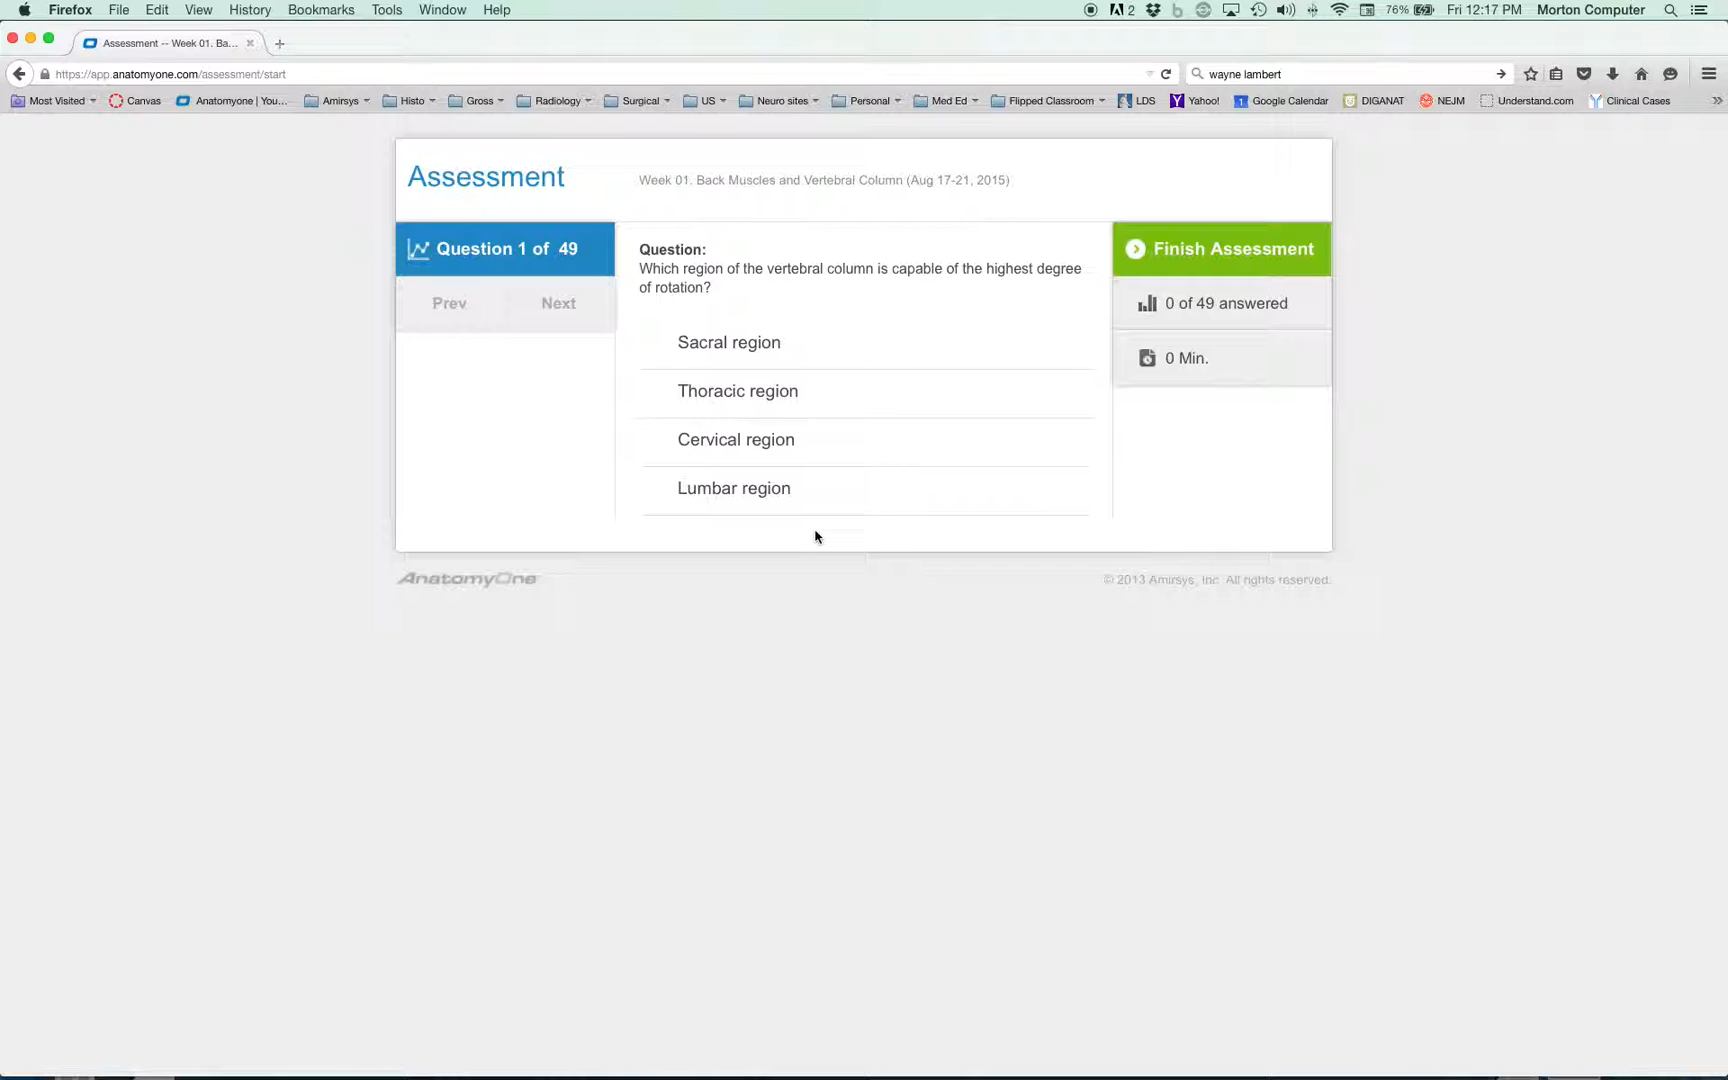 Firefox File Edit View History Bookmarks Tools Window Help 2 76% Fri 12:17 PM Morton Computer
Assessment -- Week 01. Ba...
https://app.anatomyone.com/assessment/start wayne lambert
Most Visited Canvas Anatomyone | You... Amirsys Histo Gross Radiology Surgical US Neuro sites Personal Med Ed Flipped Classroom LDS Yahoo! Google Calendar DIGANAT NEJM Understand.com Clinical Cases
Assessment Week 01. Back Muscles and Vertebral Column (Aug 17-21, 2015)
Question 1 of 49
Prev Next
Question:
Which region of the vertebral column is capable of the highest degree
of rotation?
Sacral region
Thoracic region
Cervical region
Lumbar region
Finish Assessment
0 of 49 answered
0 Min.
AnatomyOne © 2013 Amirsys, Inc. All rights reserved.